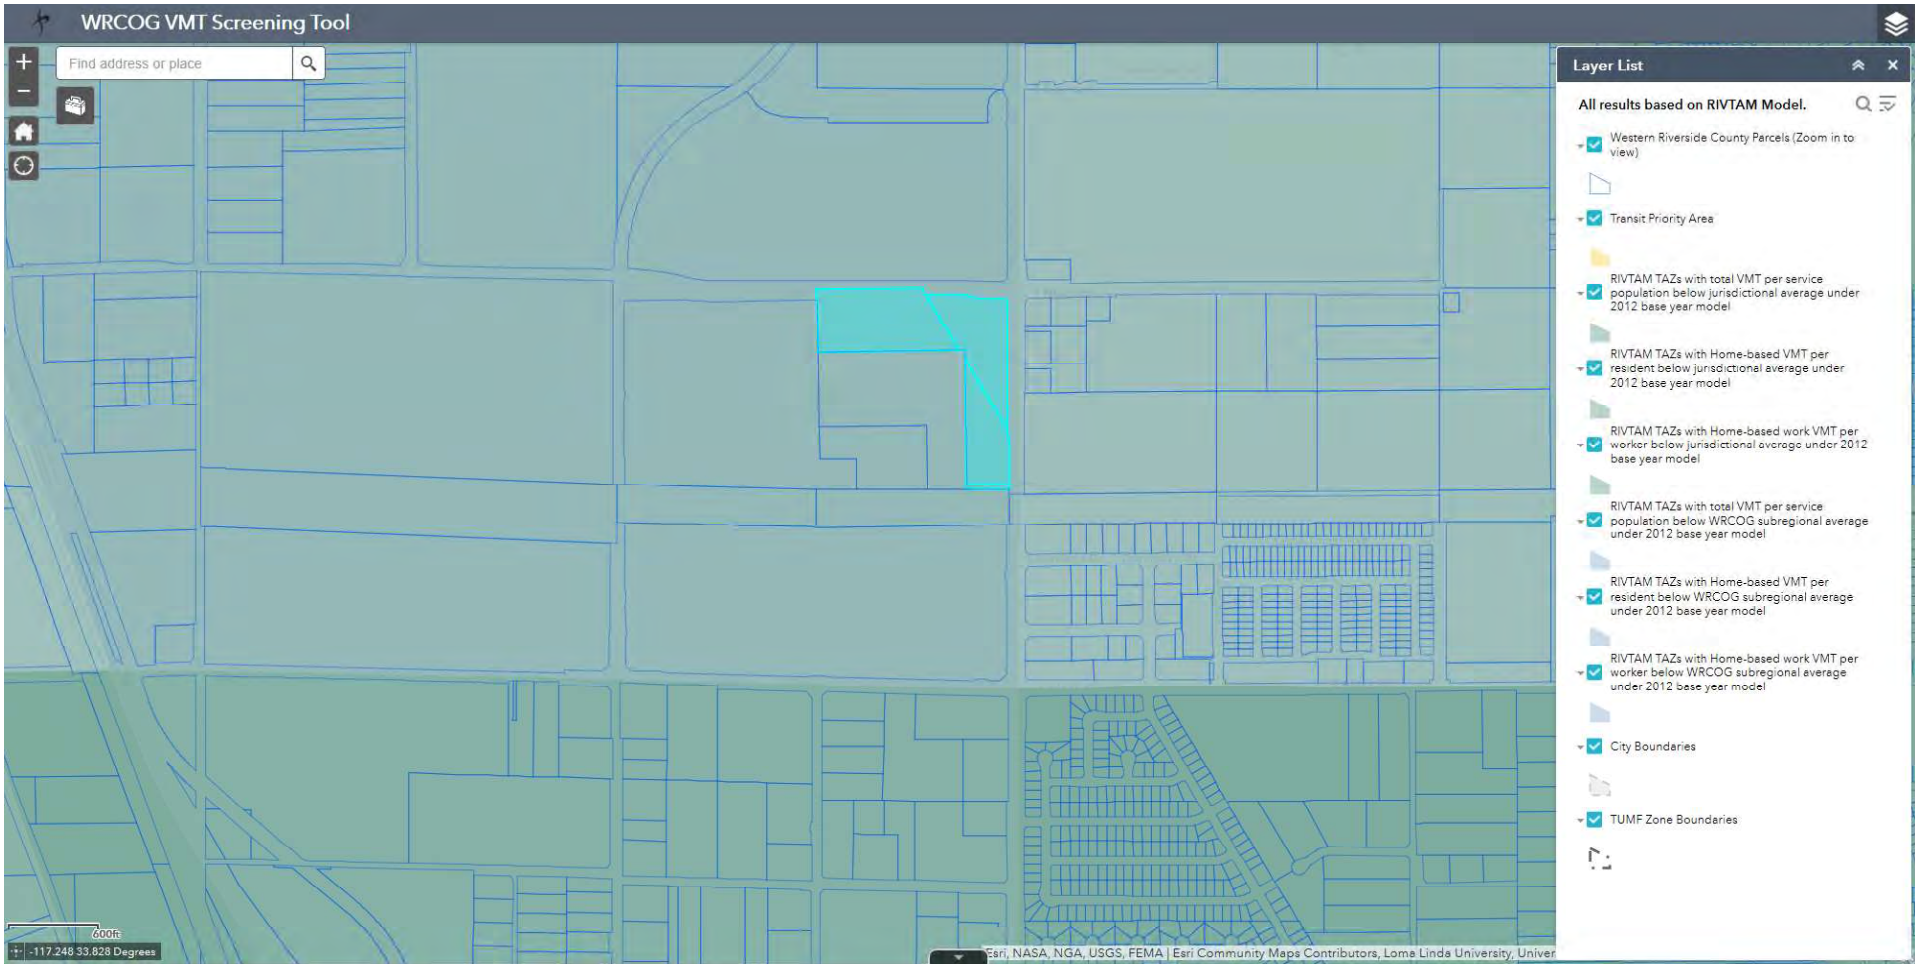 WRCOG VMT Screening Tool
Find address or place
Layer List
All results based on RIVTAM Model.
Western Riverside County Parcels (Zoom in to
view)
Transit Priority Area
RIVTAM TAZs with total VMT per service
population below jurisdictional average under
2012 base year model
RIVTAM TAZs with Home-based VMT per
resident below jurisdictional average under
2012 base year model
RIVTAM TAZs with Home-based work VMT per
worker below jurisdictional average under 2012
base year model
RIVTAM TAZs with total VMT per service
population below WRCOG subregional average
under 2012 base year model
RIVTAM TAZs with Home-based VMT per
resident below WRCOG subregional average
under 2012 base year model
RIVTAM TAZs with Home-based work VMT per
worker below WRCOG subregional average
under 2012 base year model
City Boundaries
TUMF Zone Boundaries
600ft
-117.248 33.828 Degrees
Esri, NASA, NGA, USGS, FEMA | Esri Community Maps Contributors, Loma Linda University, Univer